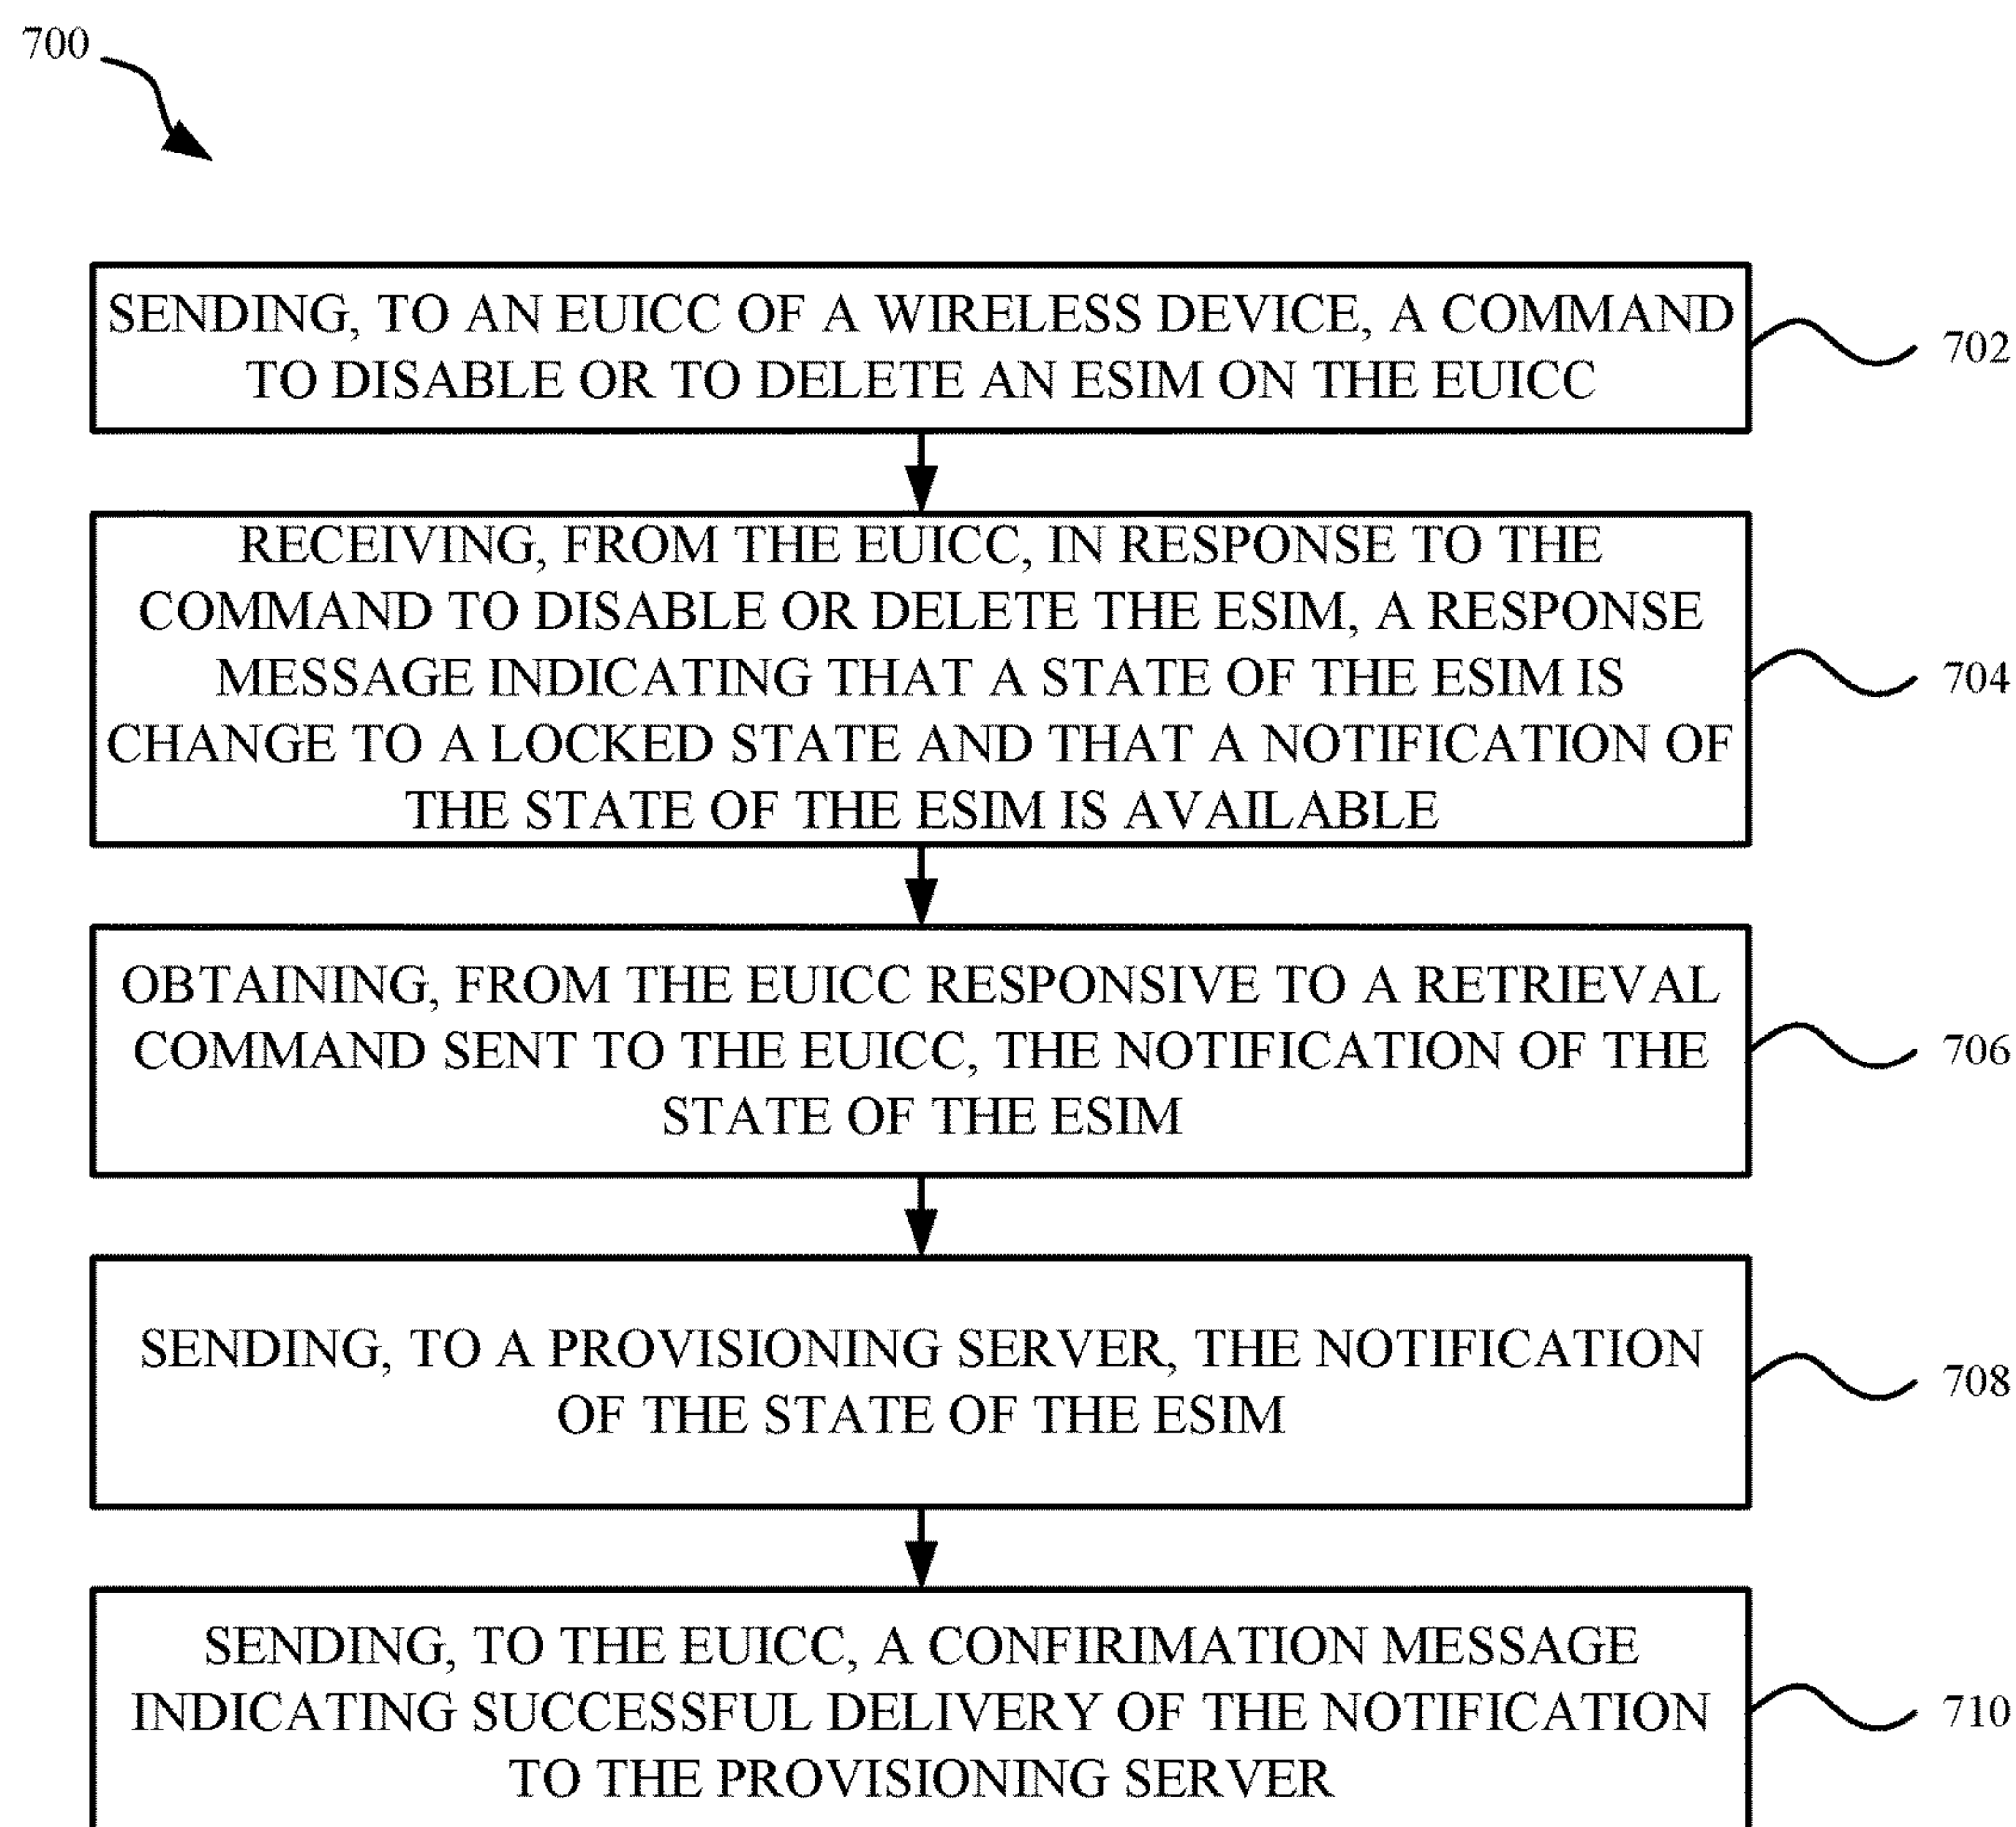 700
SENDING, TO AN EUICC OF A WIRELESS DEVICE, A COMMAND
TO DISABLE OR TO DELETE AN ESIM ON THE EUICC
702
RECEIVING, FROM THE EUICC, IN RESPONSE TO THE
COMMAND TO DISABLE OR DELETE THE ESIM, A RESPONSE
MESSAGE INDICATING THAT A STATE OF THE ESIM IS
CHANGE TO A LOCKED STATE AND THAT A NOTIFICATION OF
THE STATE OF THE ESIM IS AVAILABLE
704
OBTAINING, FROM THE EUICC RESPONSIVE TO A RETRIEVAL
COMMAND SENT TO THE EUICC, THE NOTIFICATION OF THE
STATE OF THE ESIM
706
SENDING, TO A PROVISIONING SERVER, THE NOTIFICATION
OF THE STATE OF THE ESIM
708
SENDING, TO THE EUICC, A CONFIRIMATION MESSAGE
INDICATING SUCCESSFUL DELIVERY OF THE NOTIFICATION
TO THE PROVISIONING SERVER
710